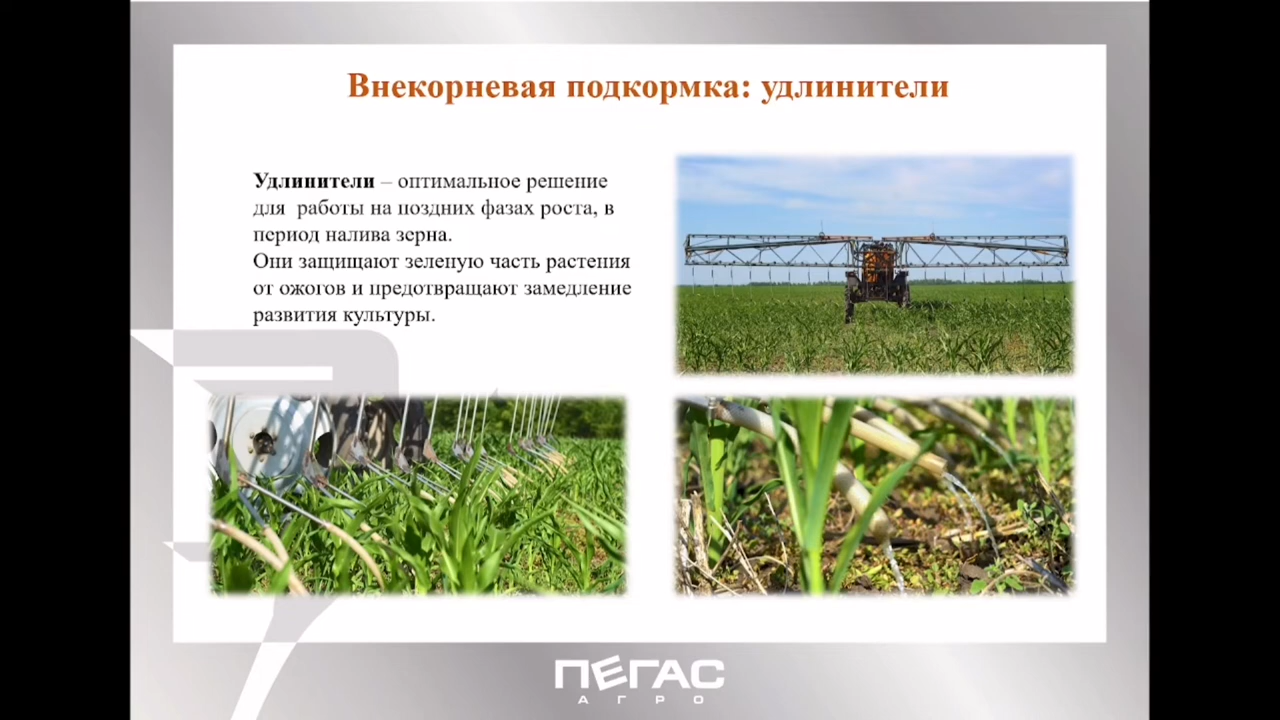 Внекорневая подкормка: удлинители
Удлинители – оптимальное решение
для работы на поздних фазах роста, в
период налива зерна.
Они защищают зеленую часть растения
от ожогов и предотвращают замедление
развития культуры.
ПЕГАС
АГРО